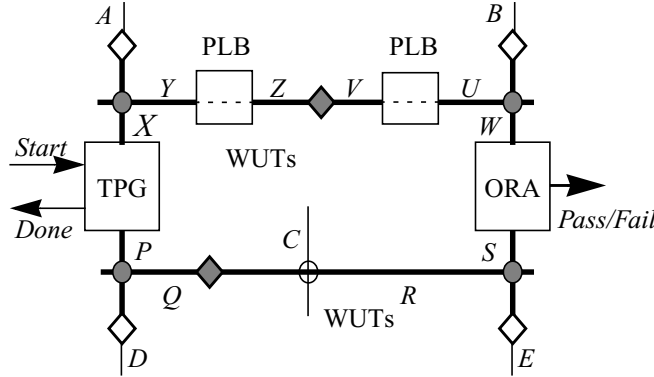 A B
PLB PLB
Y Z V U
X W
WUTs
Start
TPG ORA
Done Pass/Fail
P C S
Q R
WUTs
D E